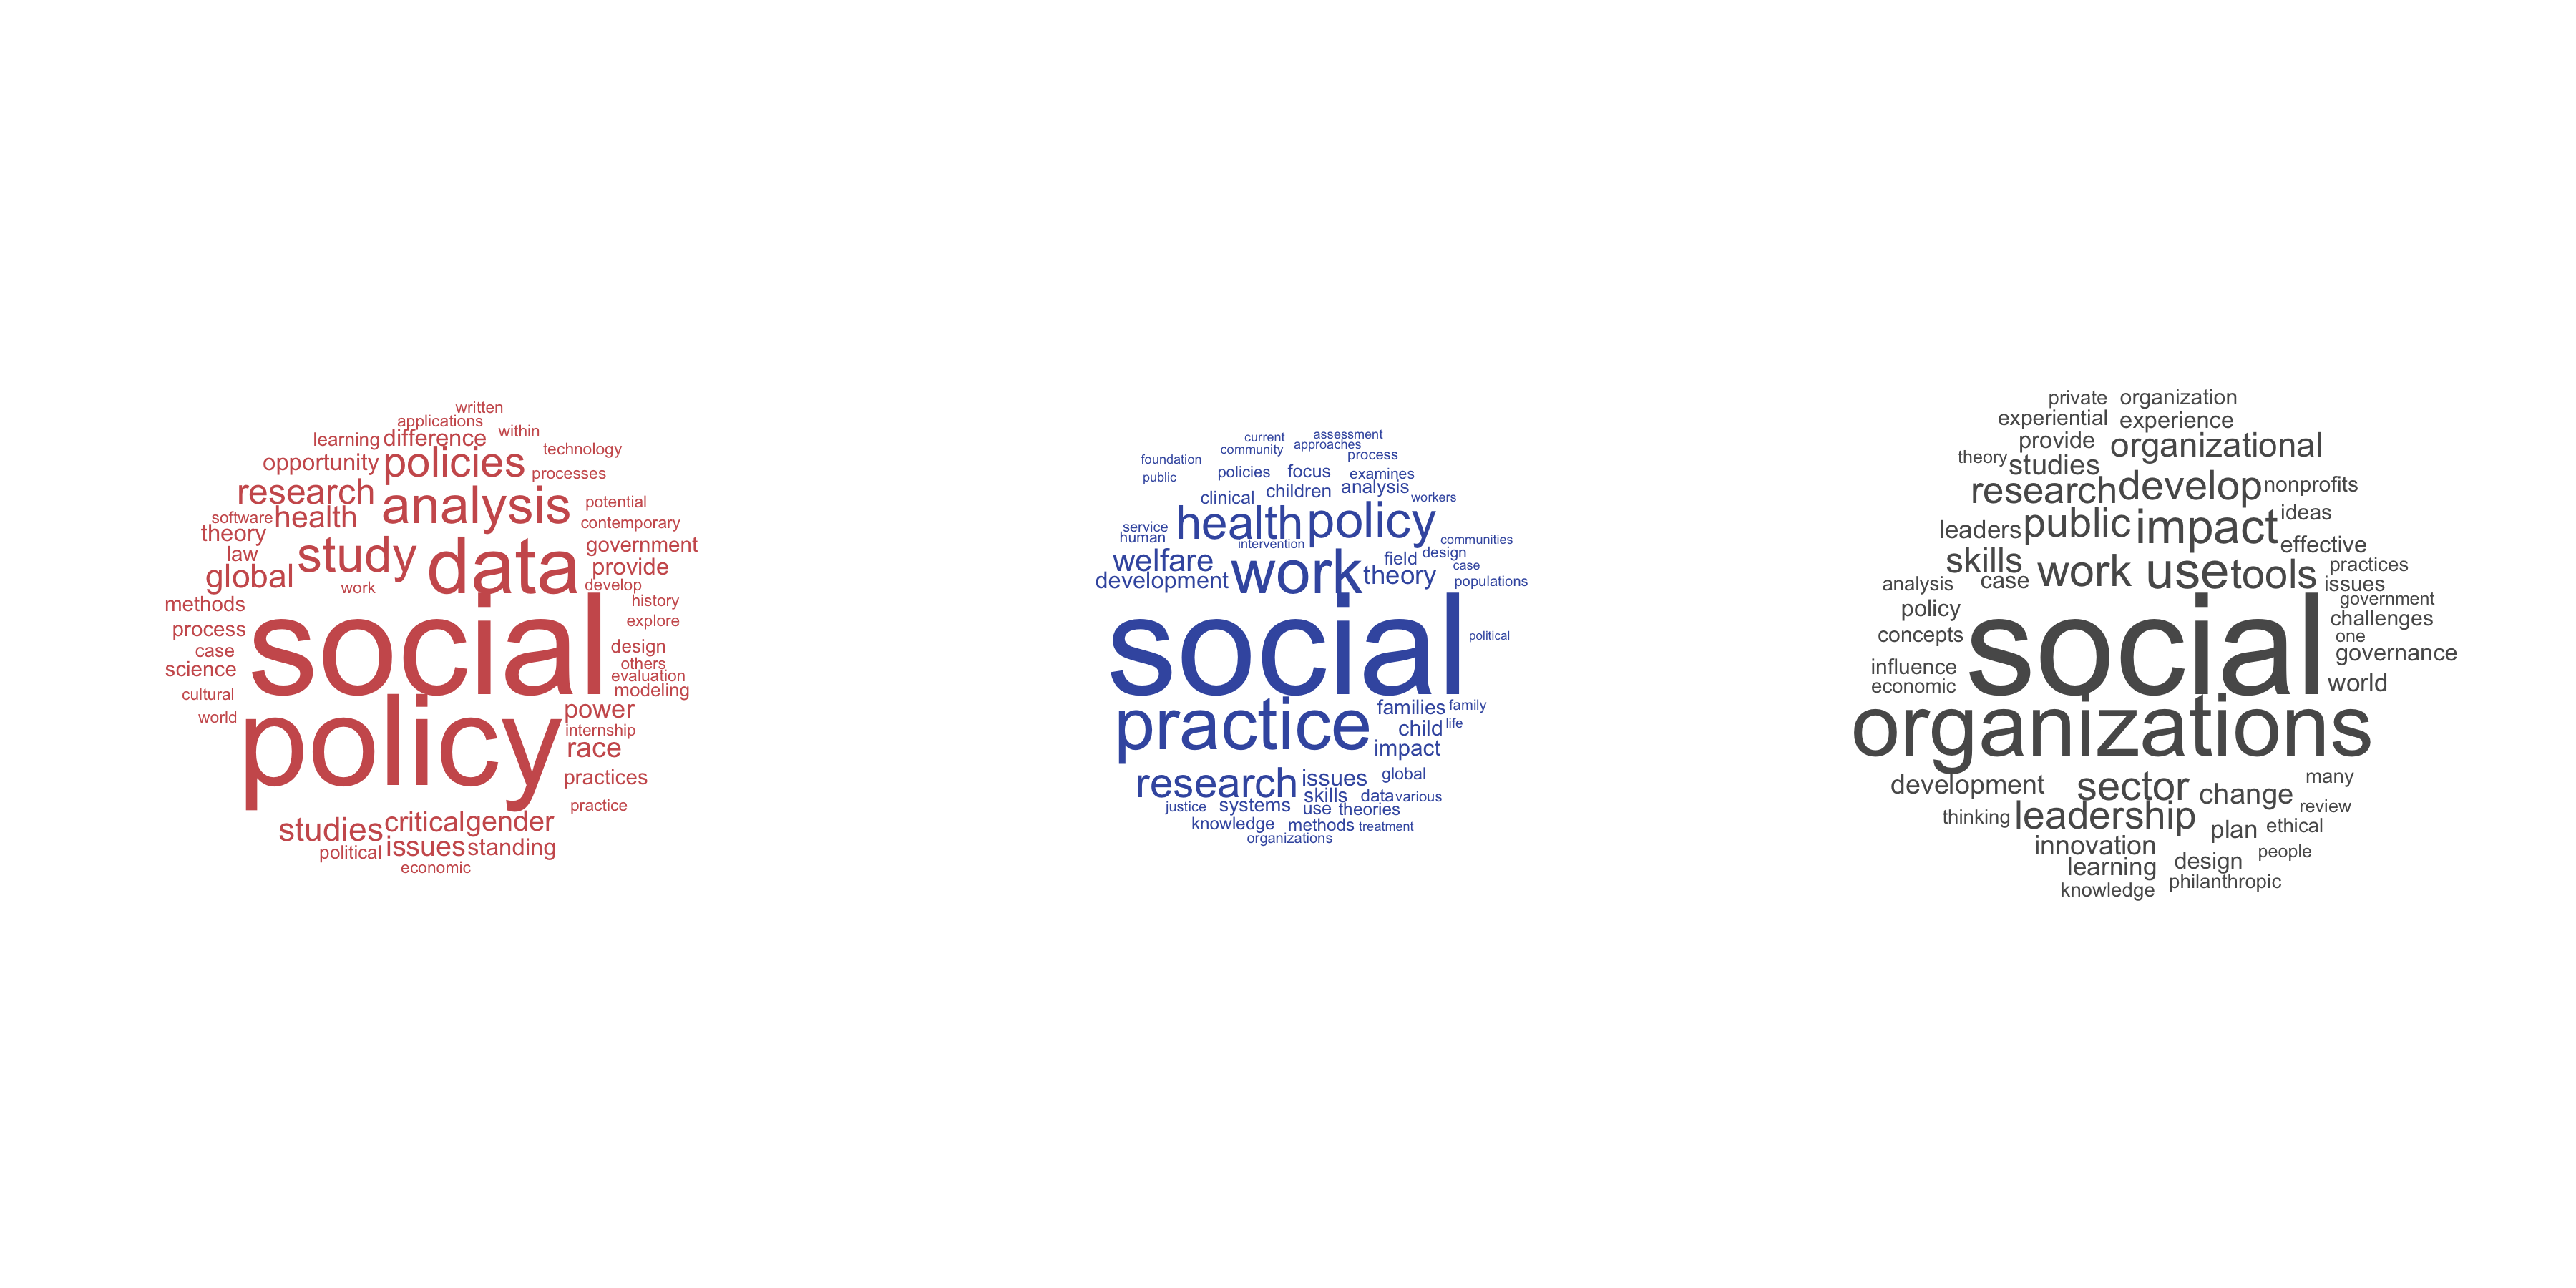 written
applications
within
learning difference
technology
opportunity policies processes
research analysis potential
software health contemporary
theory
law study data government
global provide
work develop
methods history
process social explore
case design
science others
evaluation
cultural modeling
world policy power
internship
race
practices
practice
studies critical gender
political issues standing
economic
current assessment
community approaches
foundation process
public policies focus examines
clinical children analysis workers
service health policy
human intervention communities
welfare field design
development work theory case
populations
social political
practice families family
child life
impact
research issues global
skills data various
justice systems use theories
knowledge methods treatment
organizations
private organization
experiential experience
provide organizational
theory studies
research develop nonprofits
leaders public impact ideas
effective
skills work use tools practices
analysis case issues
policy government
challenges
concepts social one
governance
influence
economic world
organizations
development sector change many
thinking leadership review
plan ethical
innovation people
learning design
knowledge philanthropic